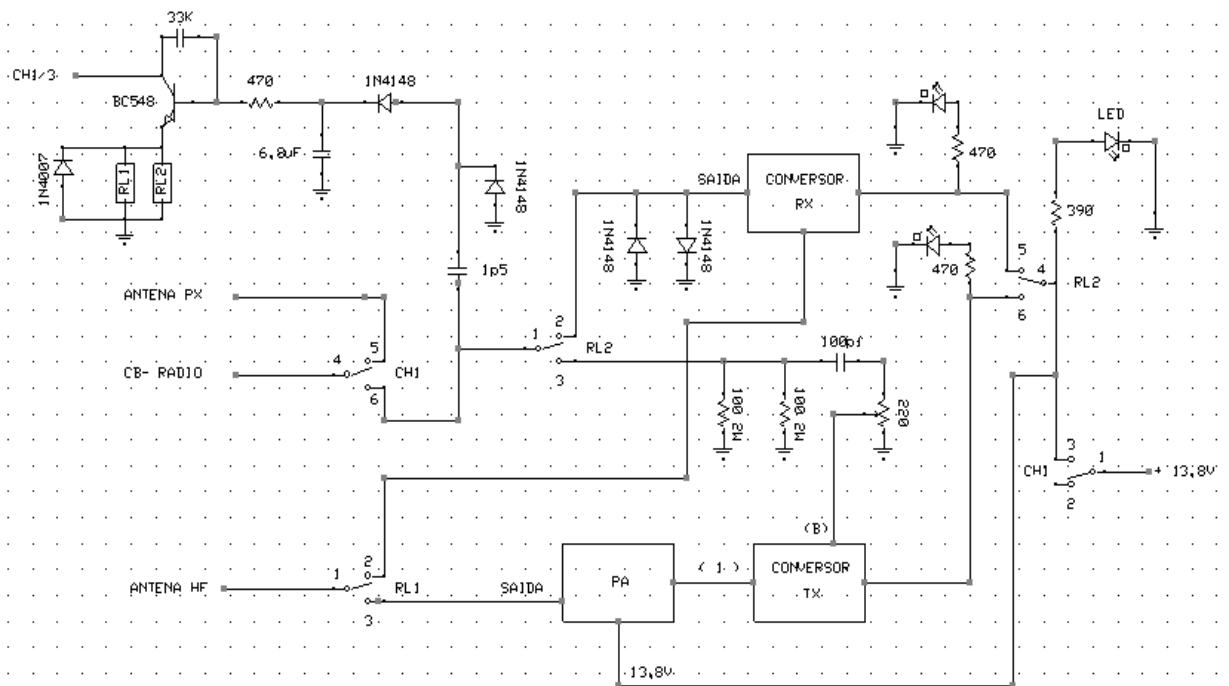 33K
CH1/3
BC548
470
1N4148
6,8uF
1N4007
RL1
RL2
1N4148
1p5
LED
470
390
SAIDA
CONVERSOR
RX
1N4148
1N4148
470
5
4
6
RL2
ANTENA PX
CB- RADIO
4
5
6
CH1
1
2
3
RL2
100pf
100 2W
100 2W
220
3
1
2
CH1
+ 13,8V
(B)
ANTENA HF
1
2
3
RL1
SAIDA
PA
( 1 )
CONVERSOR
TX
13,8V